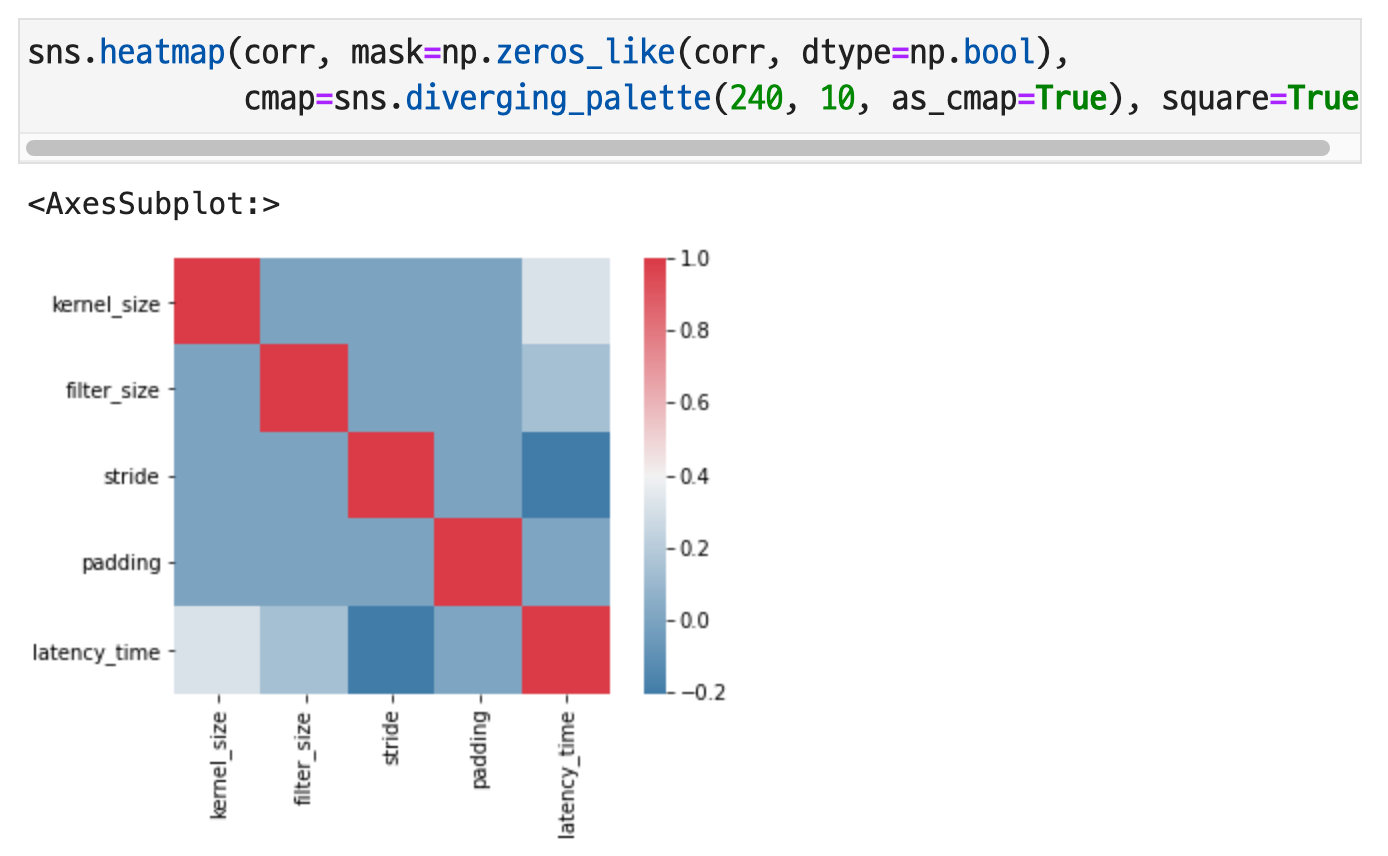 sns.heatmap(corr, mask=np.zeros_like(corr, dtype=np.bool),
cmap=sns.diverging_palette(240, 10, as_cmap=True), square=True
<AxesSubplot:>
kernel_size
filter_size
stride
padding
latency_time
1.0
0.8
0.6
0.4
0.2
0.0
−0.2
kernel_size
filter_size
stride
padding
latency_time